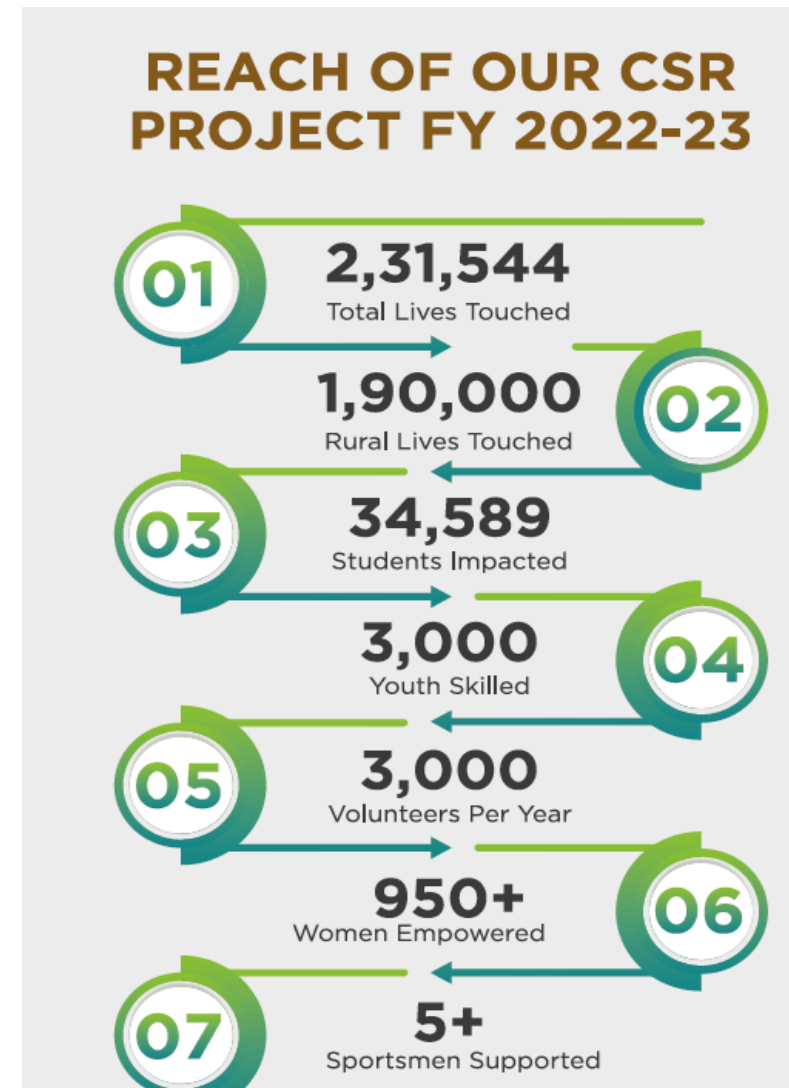 REACH OF OUR CSR
PROJECT FY 2022-23
01
2,31,544
Total Lives Touched
1,90,000
Rural Lives Touched
02
03
34,589
Students Impacted
3,000
Youth Skilled
04
05
3,000
Volunteers Per Year
950+
Women Empowered
06
07
5+
Sportsmen Supported